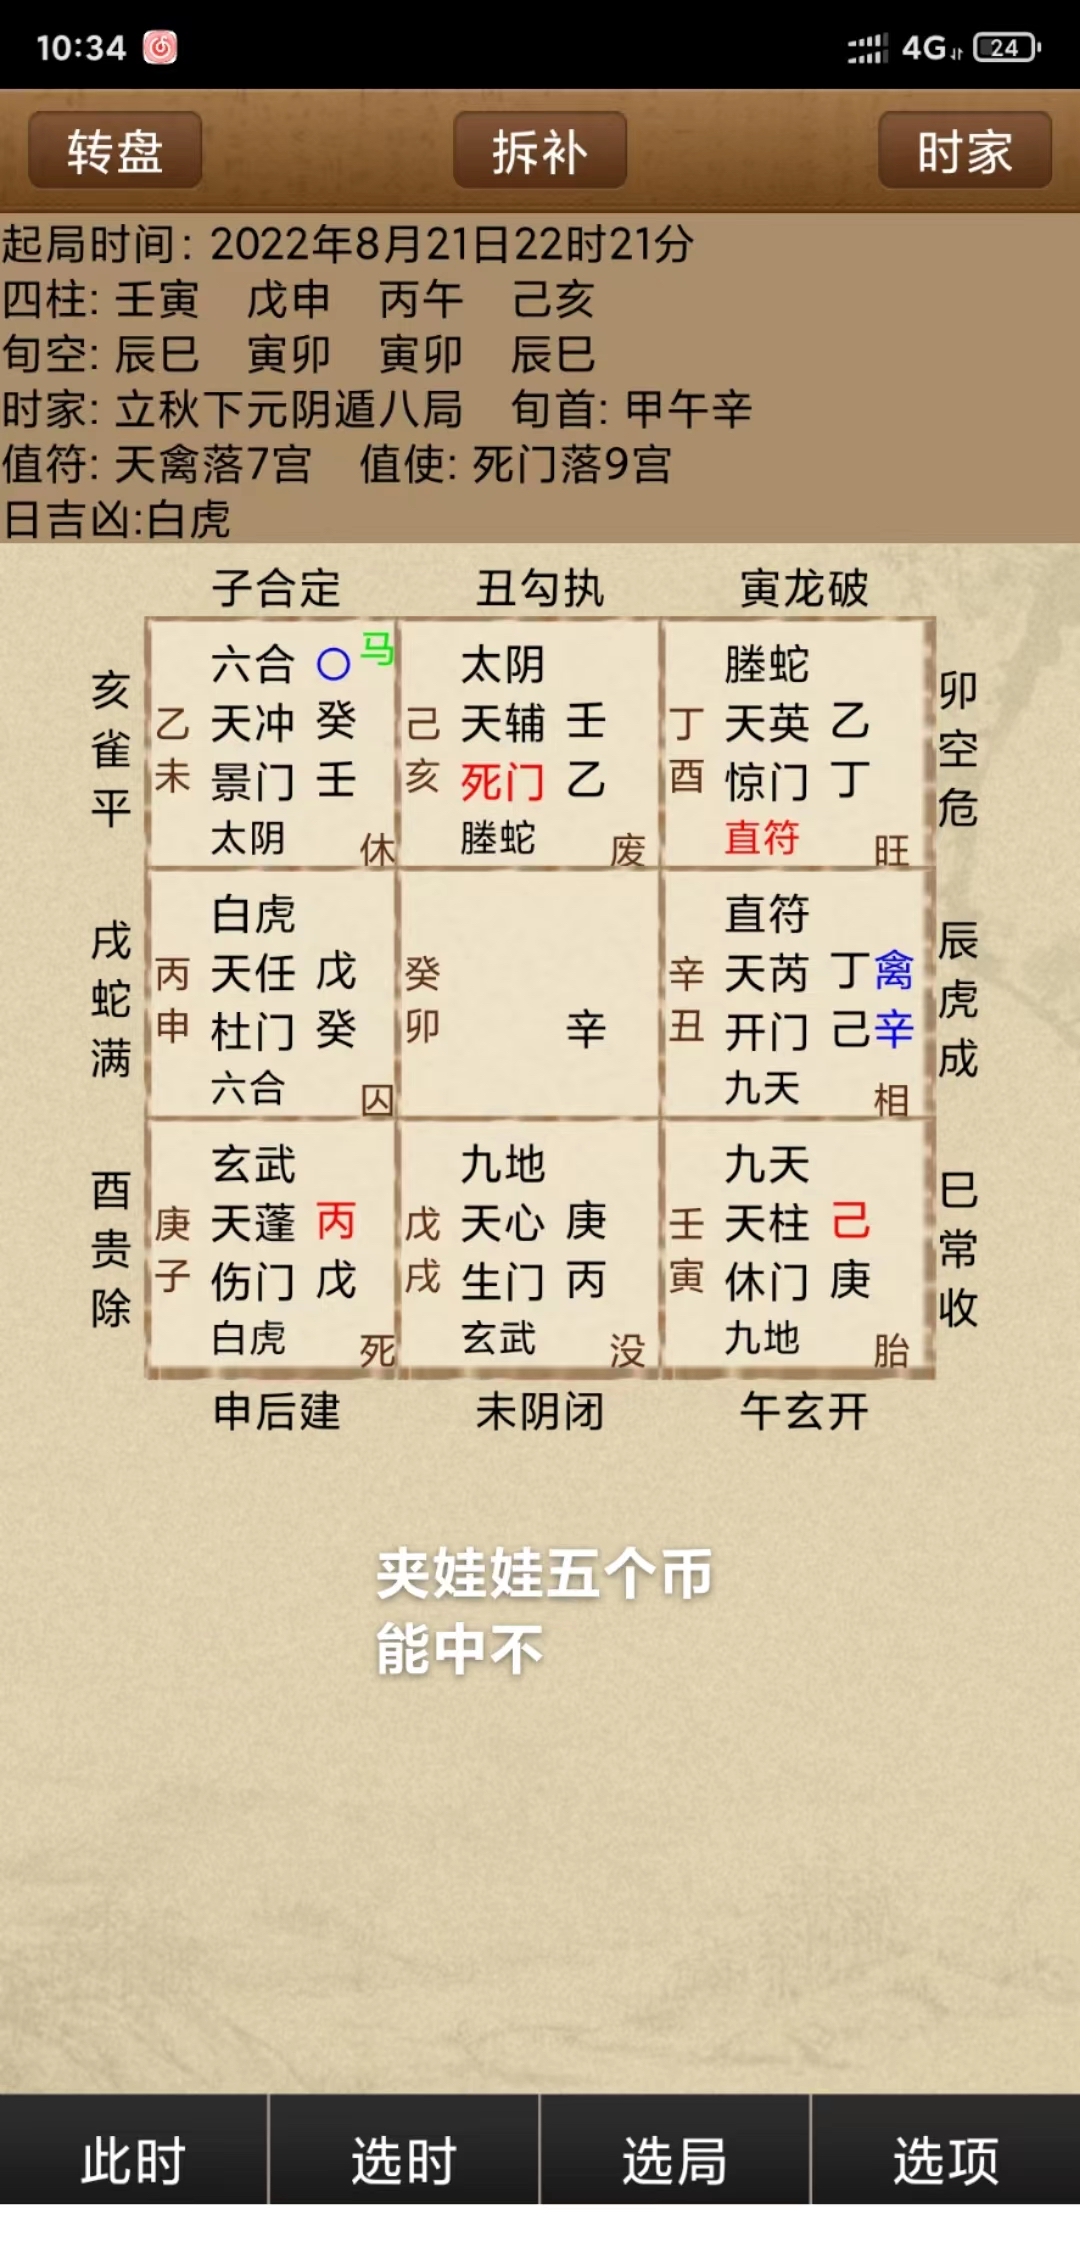 10:34 4G 24
转盘 拆补 时家
起局时间: 2022年8月21日22时21分
四柱: 壬寅 戊申 丙午 己亥
旬空: 辰巳 寅卯 寅卯 辰巳
时家: 立秋下元阴遁八局 旬首: 甲午辛
值符: 天禽落7宫 值使: 死门落9宫
日吉凶:白虎
子合定 丑勾执 寅龙破
亥雀平
六合 〇 马
乙未
天冲 癸
景门 壬
太阴 休
太阴
己亥
天辅 壬
死门 乙
螣蛇 废
螣蛇
丁酉
天英 乙
惊门 丁
直符 旺
卯空危
戌蛇满
白虎
丙申
天任 戊
杜门 癸
六合 囚
癸卯
辛
直符
辛丑
天芮 丁禽
开门 己辛
九天 相
辰虎成
酉贵除
玄武
庚子
天蓬 丙
伤门 戊
白虎 死
九地
戊戌
天心 庚
生门 丙
玄武 没
九天
壬寅
天柱 己
休门 庚
九地 胎
巳常收
申后建 未阴闭 午玄开
夹娃娃五个币
能中不
此时 选时 选局 选项